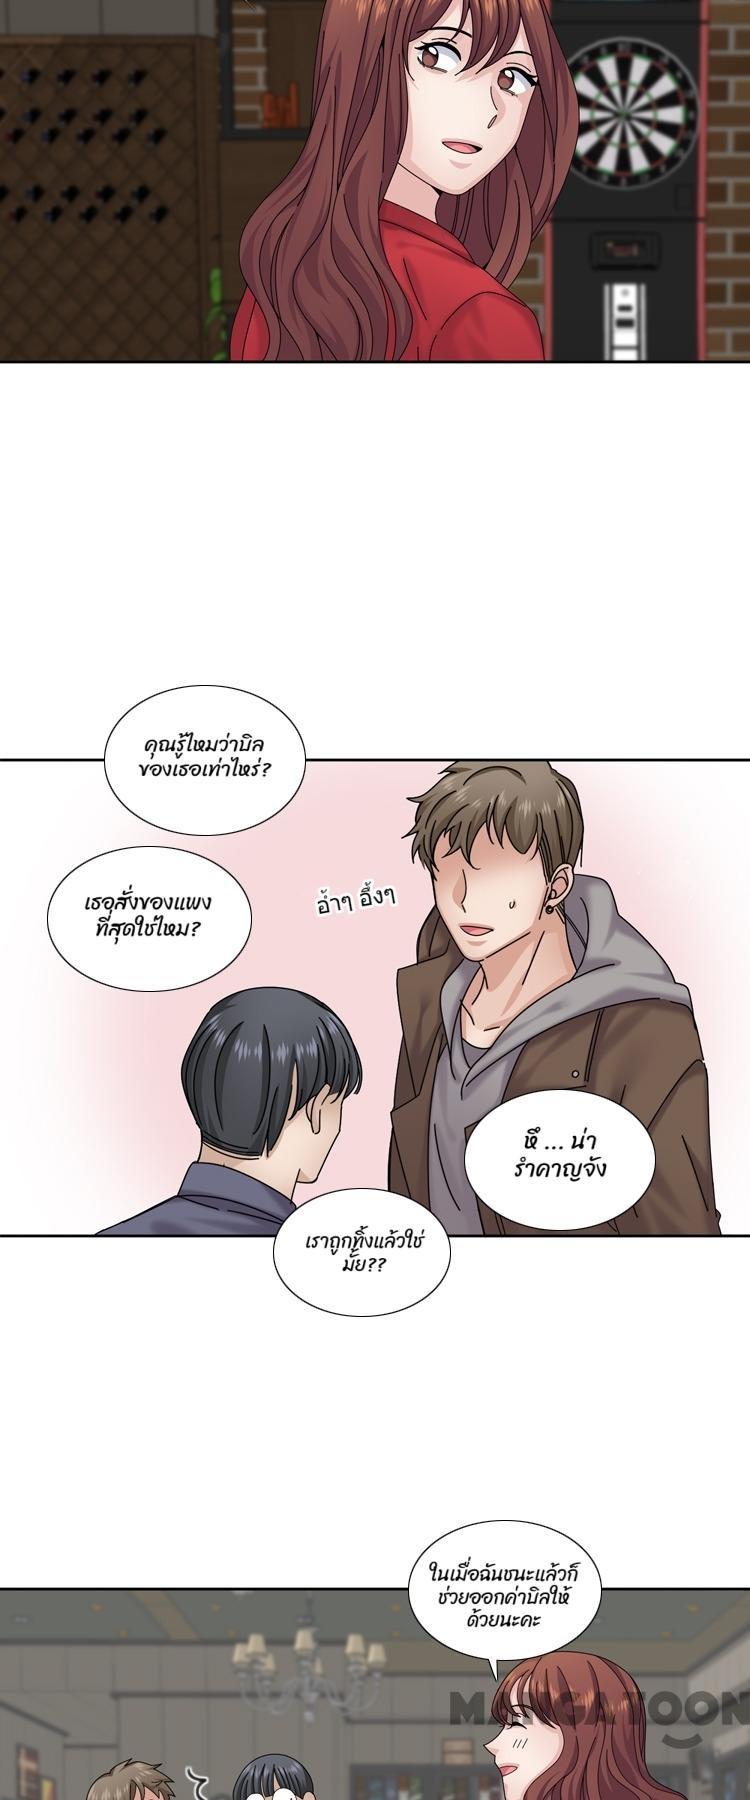 คุณรู้ไหมว่าบิล
ของเธอเท่าไหร่?
เธอสั่งของแพง
ที่สุดใช่ไหม?
อ้ำๆ อึ้งๆ
หึ ... น่า
รำคาญจัง
เราถูกทิ้งแล้วใช่
มั้ย??
ในเมื่อฉันชนะแล้วก็
ช่วยออกค่าบิลให้
ด้วยนะคะ
MANGATOON